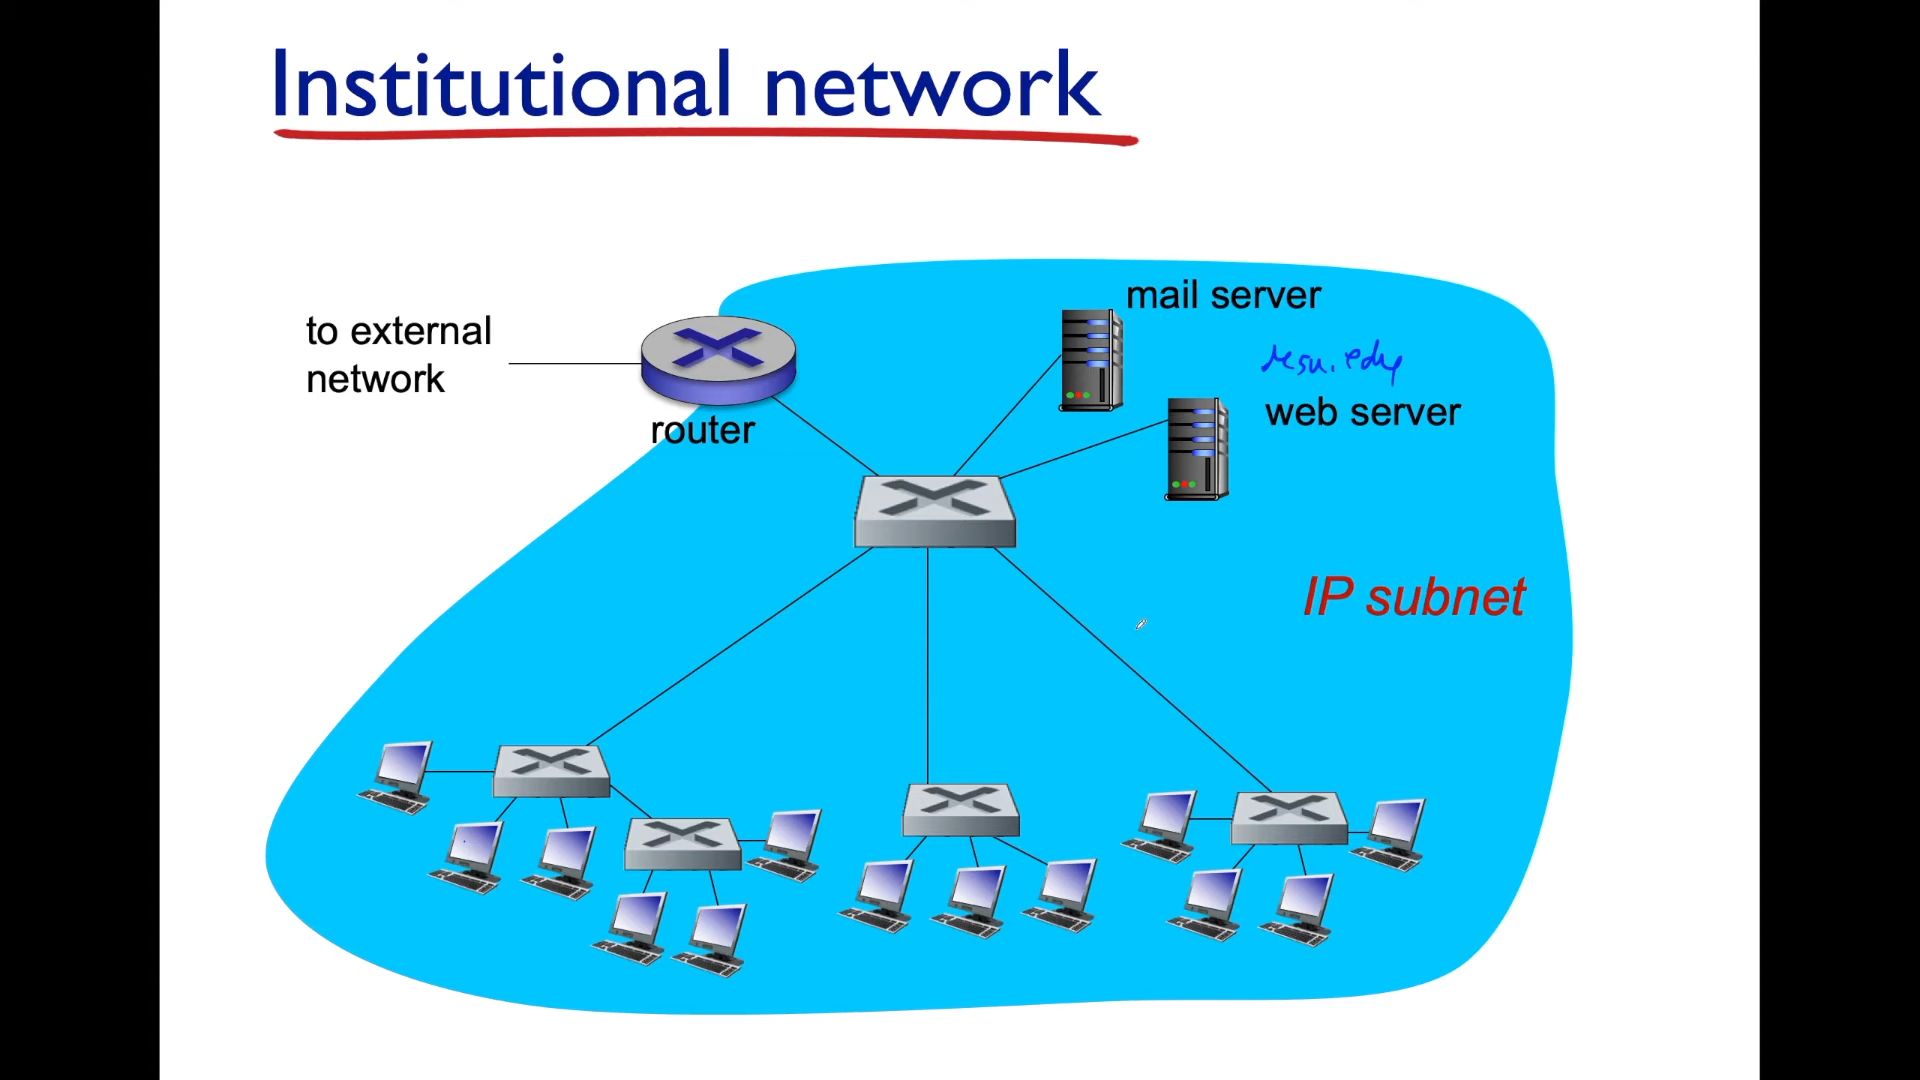 Institutional network
mail server
to external
network
web server
router
IP subnet